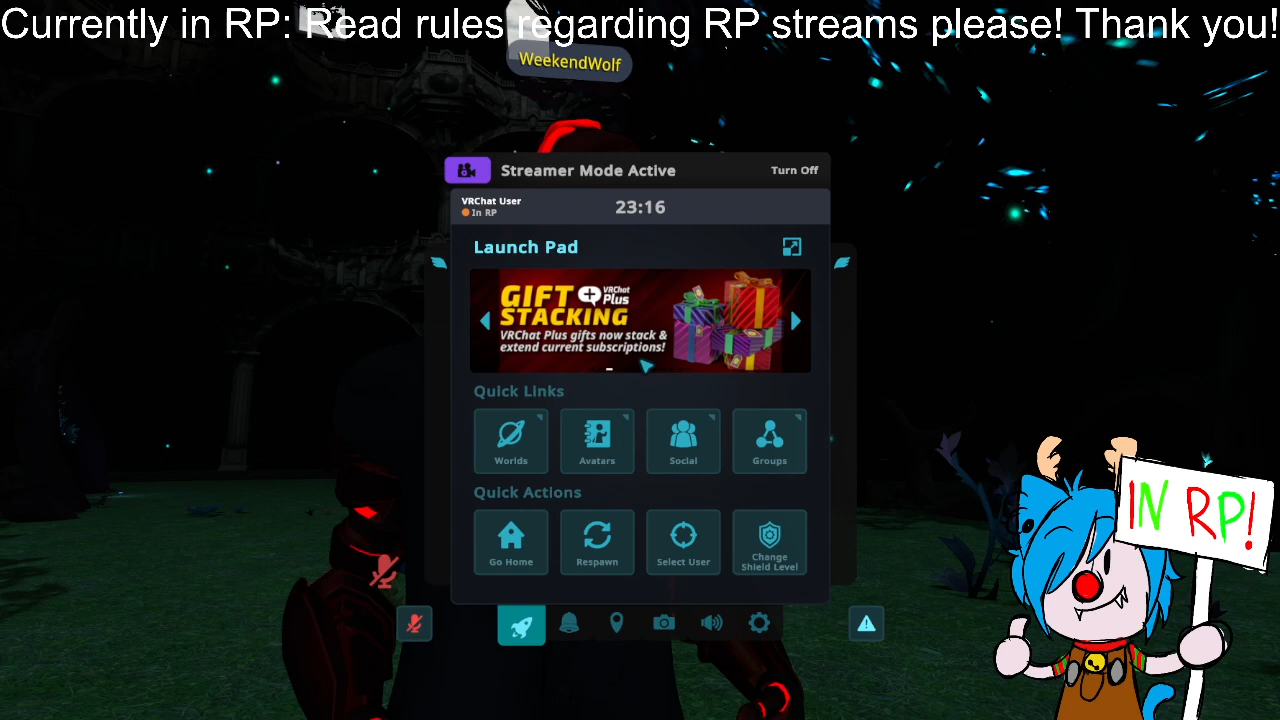 Currently in RP: Read rules regarding RP streams please! Thank you!
WeekendWolf
Streamer Mode Active
Turn Off
VRChat User
In RP
23:16
Launch Pad
GIFT
VRChat
Plus
STACKING
VRChat Plus gifts now stack &
extend current subscriptions!
Quick Links
Worlds
Avatars
Social
Groups
Quick Actions
Go Home
Respawn
Select User
Change
Shield Level
IN RP!